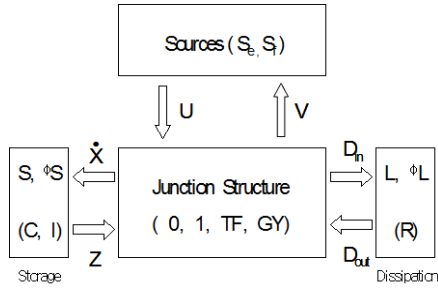 Sources ( Se, Sf )
U
V
Ẋ
Din
S, ΦS
Junction Structure
L, ΦL
(C, I)
( 0, 1, TF, GY)
(R)
Z
Dout
Storage
Dissipation